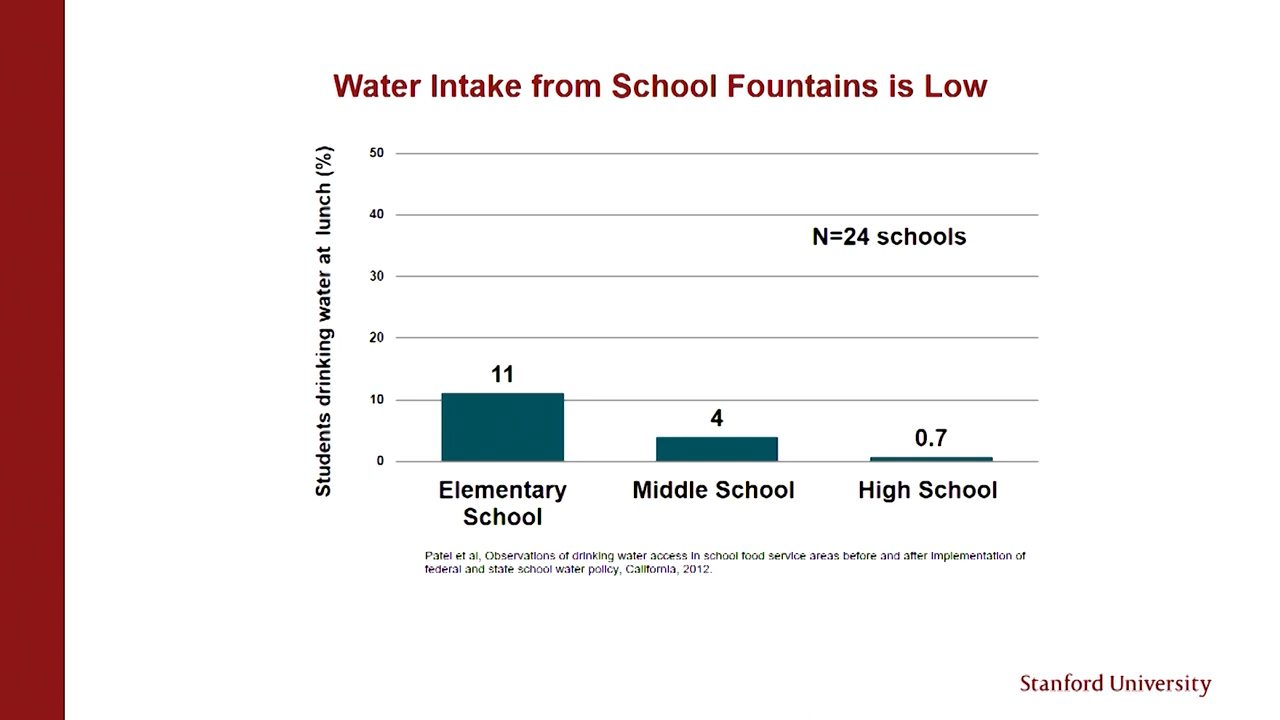 Water Intake from School Fountains is Low
Students drinking water at lunch (%)
50
40
30
20
10
0
N=24 schools
11
4
0.7
Elementary
School
Middle School
High School
Patel et al, Observations of drinking water access in school food service areas before and after implementation of
federal and state school water policy, California, 2012.
Stanford University